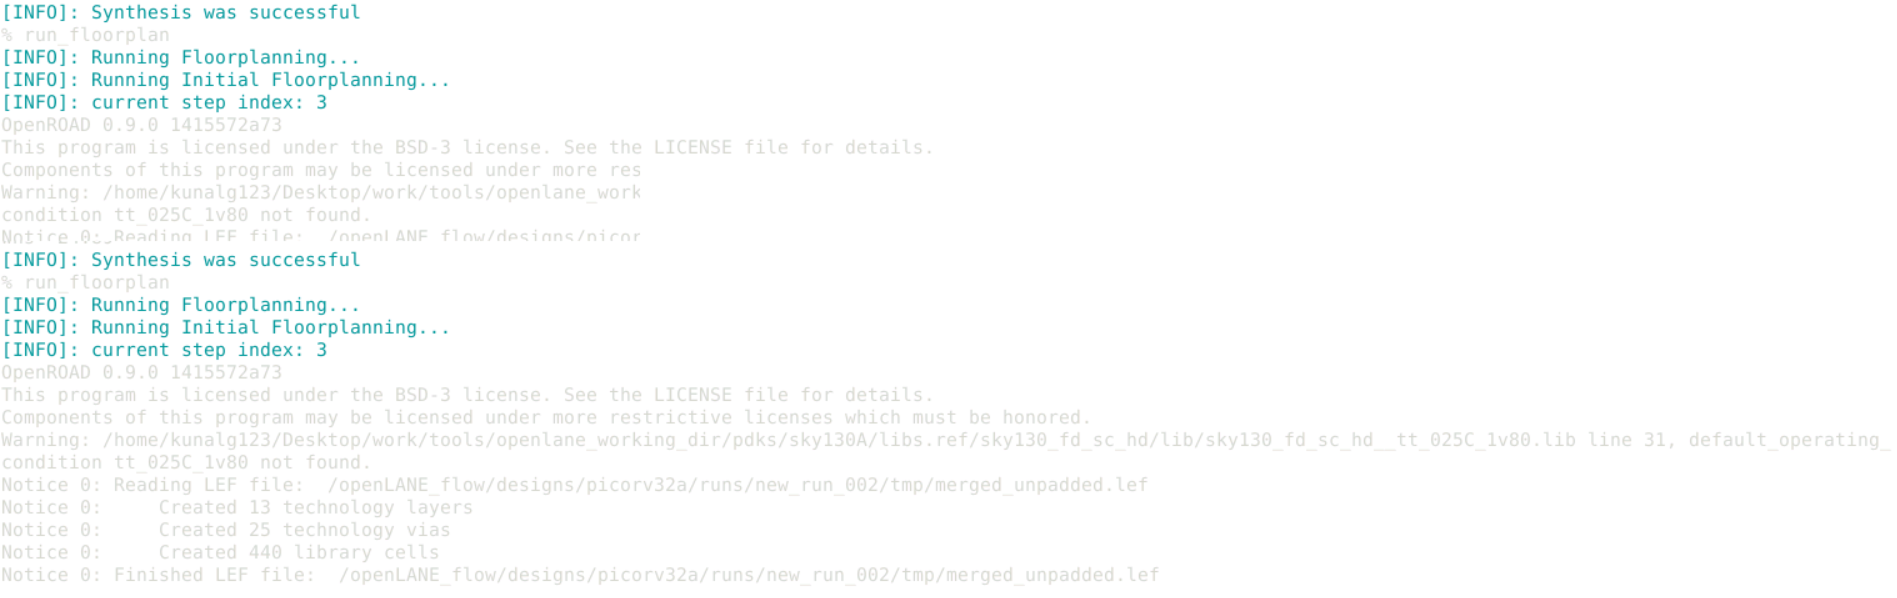 [INFO]: Synthesis was successful
% run_floorplan
[INFO]: Running Floorplanning...
[INFO]: Running Initial Floorplanning...
[INFO]: current step index: 3
OpenROAD 0.9.0 1415572a73
This program is licensed under the BSD-3 license. See the LICENSE file for details.
Components of this program may be licensed under more res
Warning: /home/kunalg123/Desktop/work/tools/openlane_work
condition tt_025C_1v80 not found.
Notice 0: Reading LEF file:  /openLANE_flow/designs/picor
[INFO]: Synthesis was successful
% run_floorplan
[INFO]: Running Floorplanning...
[INFO]: Running Initial Floorplanning...
[INFO]: current step index: 3
OpenROAD 0.9.0 1415572a73
This program is licensed under the BSD-3 license. See the LICENSE file for details.
Components of this program may be licensed under more restrictive licenses which must be honored.
Warning: /home/kunalg123/Desktop/work/tools/openlane_working_dir/pdks/sky130A/libs.ref/sky130_fd_sc_hd/lib/sky130_fd_sc_hd__tt_025C_1v80.lib line 31, default_operating_
condition tt_025C_1v80 not found.
Notice 0: Reading LEF file:  /openLANE_flow/designs/picorv32a/runs/new_run_002/tmp/merged_unpadded.lef
Notice 0:     Created 13 technology layers
Notice 0:     Created 25 technology vias
Notice 0:     Created 440 library cells
Notice 0: Finished LEF file:  /openLANE_flow/designs/picorv32a/runs/new_run_002/tmp/merged_unpadded.lef